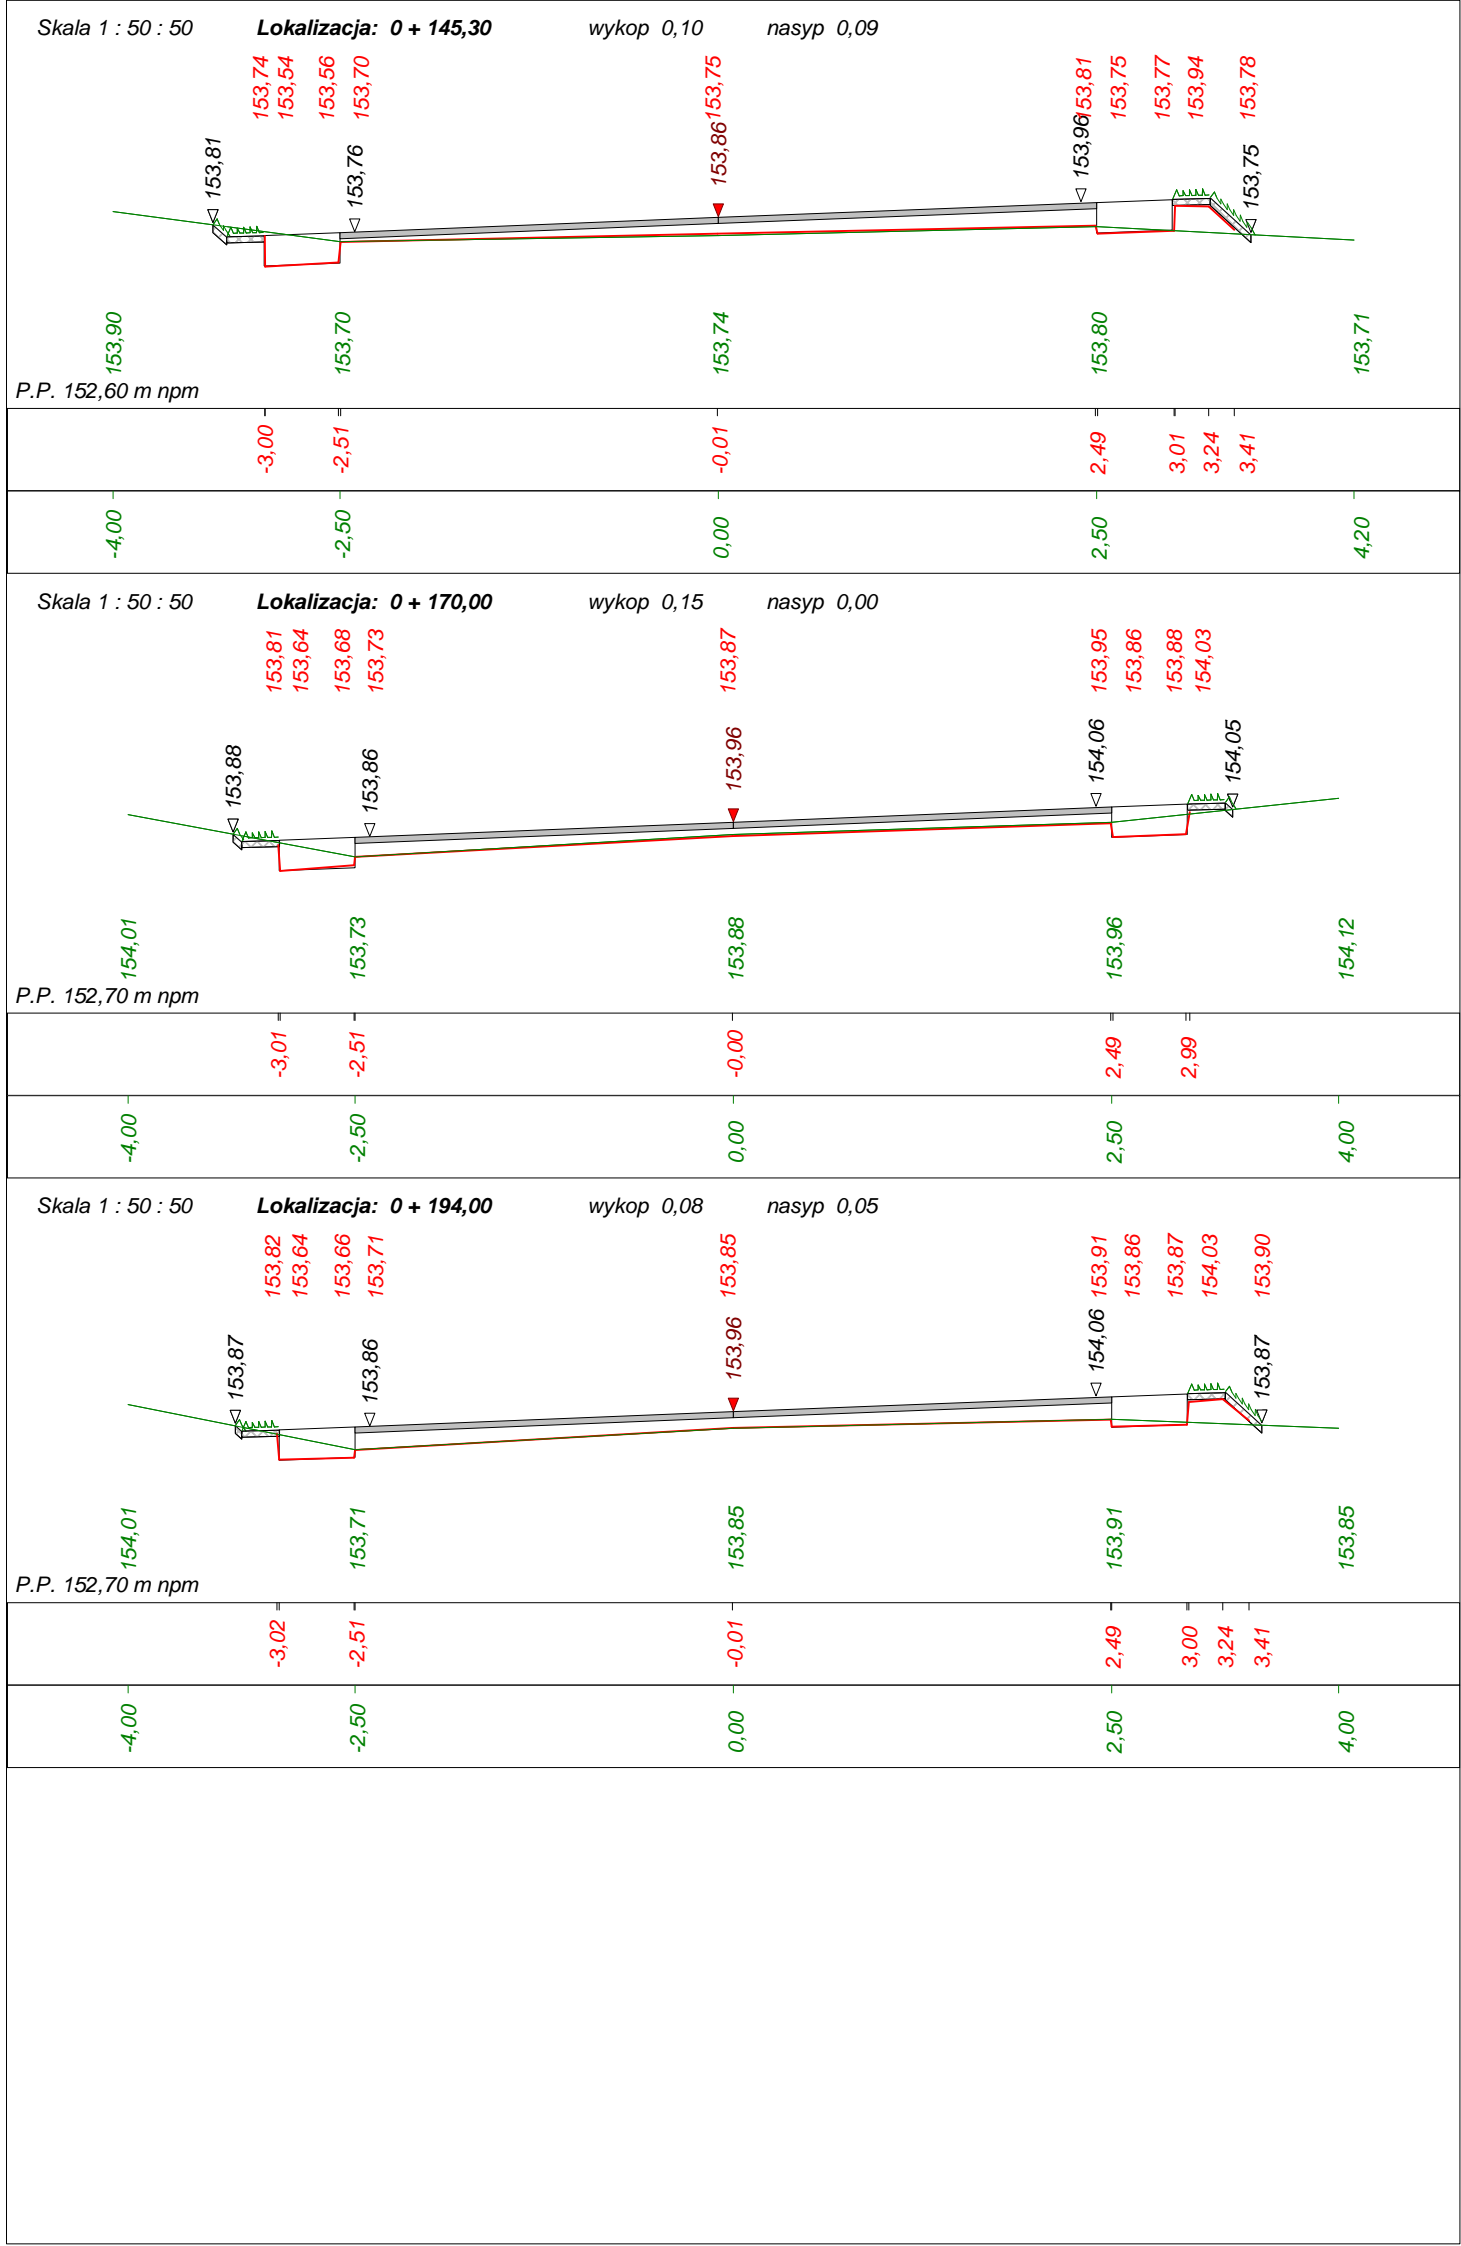 Skala 1 : 50 : 50 Lokalizacja: 0 + 145,30 wykop 0,10 nasyp 0,09
153,74 153,54 153,56 153,70 153,75 153,81 153,75 153,77 153,94 153,78
153,81 153,76 153,86 153,96 153,75
153,90 153,70 153,74 153,80 153,71
P.P. 152,60 m npm
-3,00 -2,51 -0,01 2,49 3,01 3,24 3,41
-4,00 -2,50 0,00 2,50 4,20
Skala 1 : 50 : 50 Lokalizacja: 0 + 170,00 wykop 0,15 nasyp 0,00
153,81 153,64 153,68 153,73 153,87 153,95 153,86 153,88 154,03
153,88 153,86 153,96 154,06 154,05
154,01 153,73 153,88 153,96 154,12
P.P. 152,70 m npm
-3,01 -2,51 -0,00 2,49 2,99
-4,00 -2,50 0,00 2,50 4,00
Skala 1 : 50 : 50 Lokalizacja: 0 + 194,00 wykop 0,08 nasyp 0,05
153,82 153,64 153,66 153,71 153,85 153,91 153,86 153,87 154,03 153,90
153,87 153,86 153,96 154,06 153,87
154,01 153,71 153,85 153,91 153,85
P.P. 152,70 m npm
-3,02 -2,51 -0,01 2,49 3,00 3,24 3,41
-4,00 -2,50 0,00 2,50 4,00